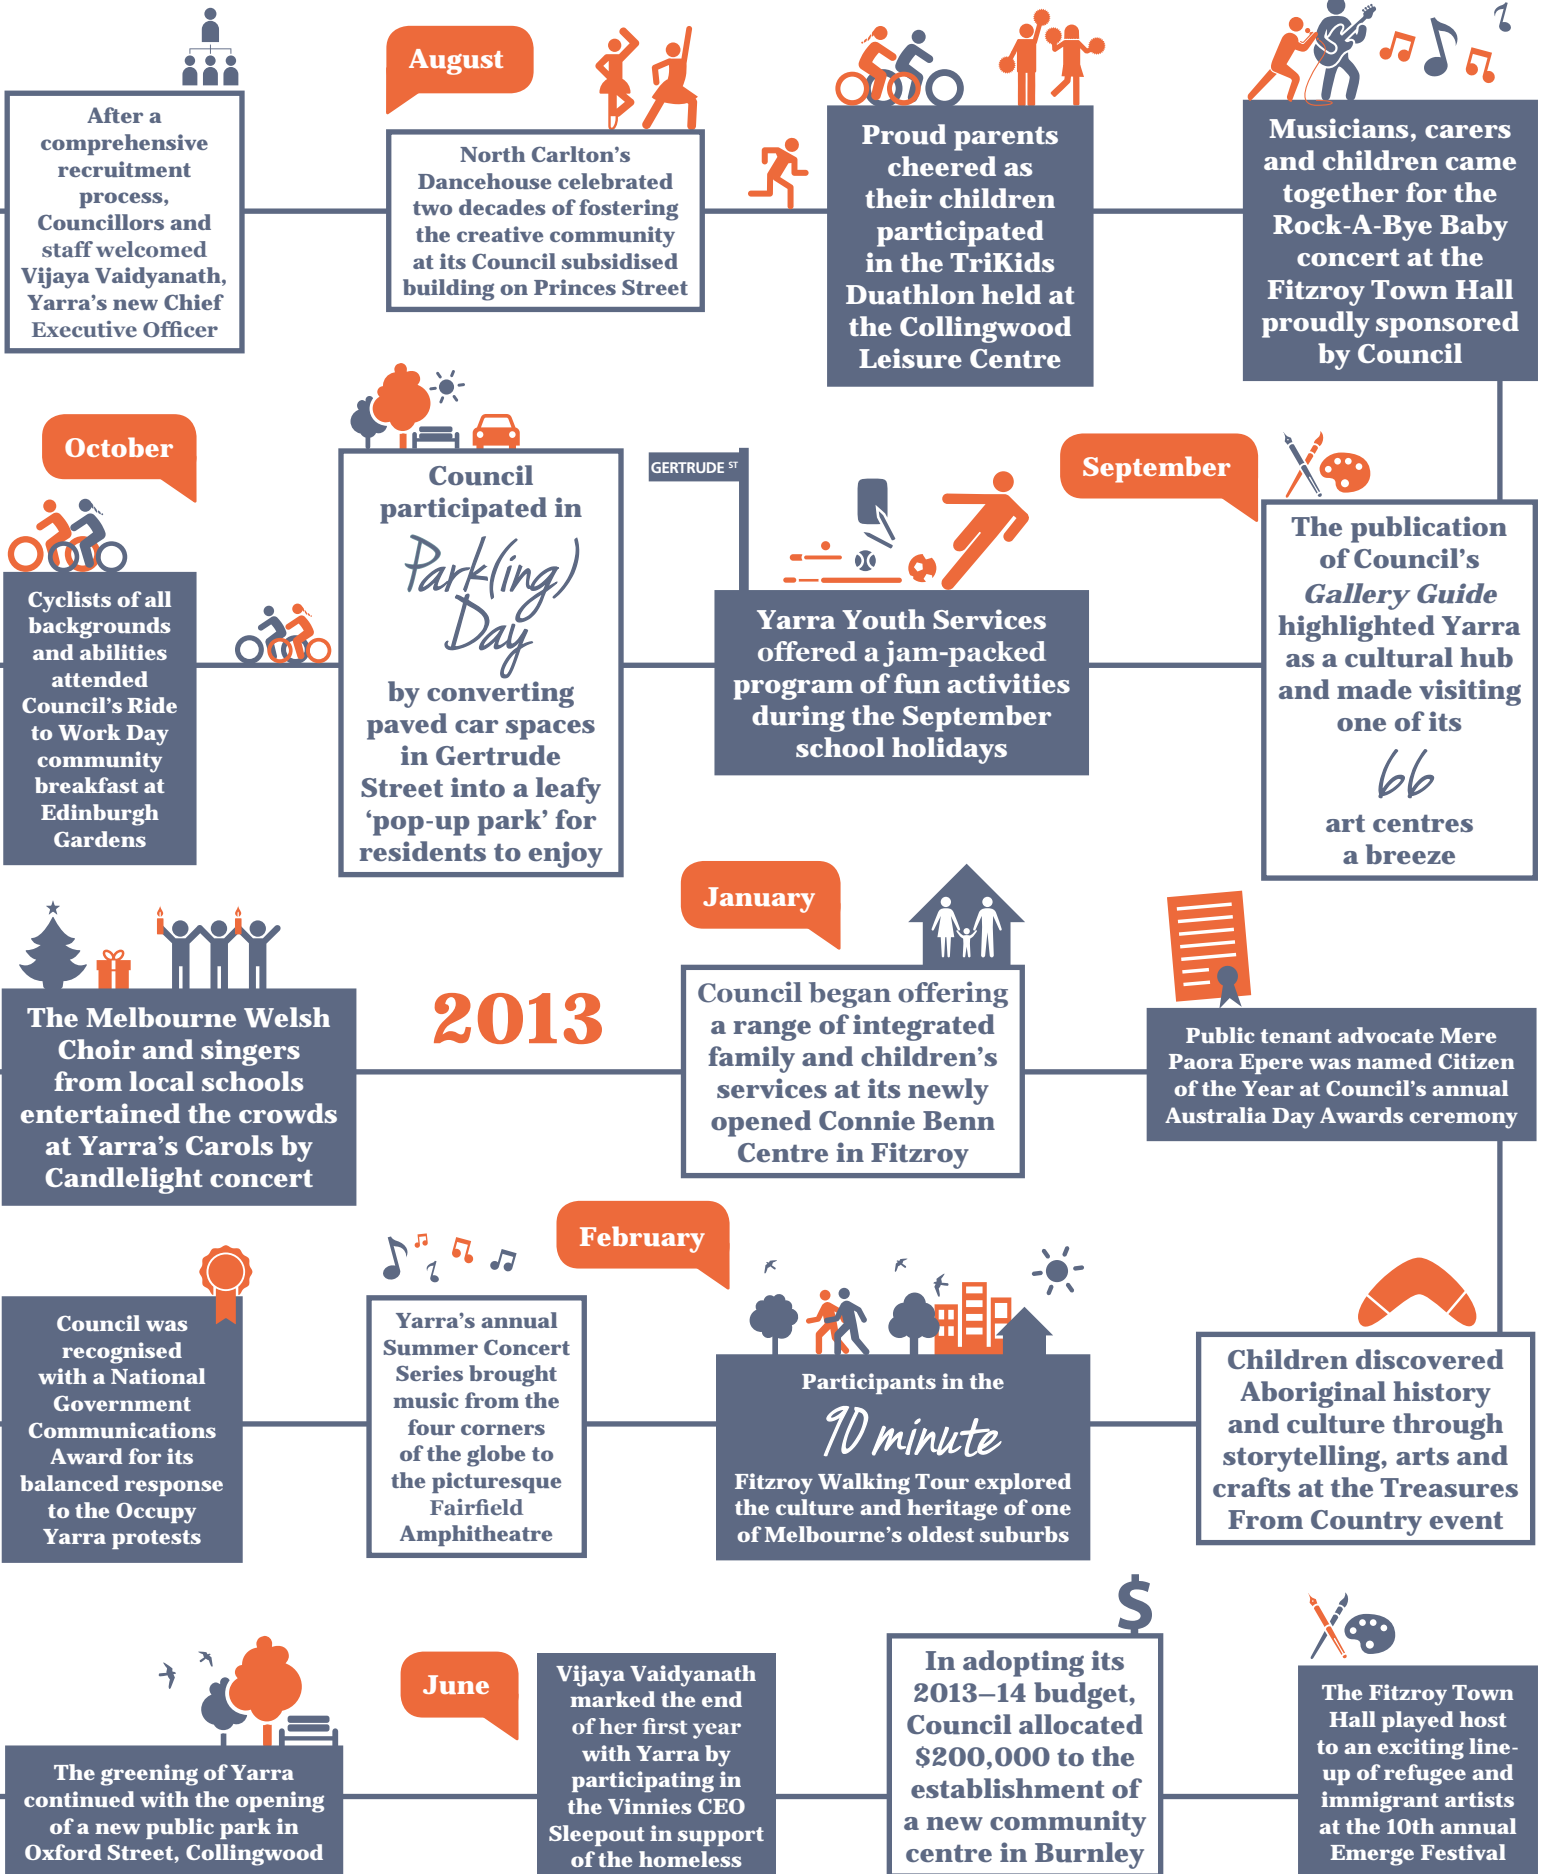 After a
comprehensive
recruitment
process,
Councillors and
staff welcomed
Vijaya Vaidyanath,
Yarra's new Chief
Executive Officer
August
North Carlton's
Dancehouse celebrated
two decades of fostering
the creative community
at its Council subsidised
building on Princes Street
Proud parents
cheered as
their children
participated
in the TriKids
Duathlon held at
the Collingwood
Leisure Centre
Musicians, carers
and children came
together for the
Rock-A-Bye Baby
concert at the
Fitzroy Town Hall
proudly sponsored
by Council
September
The publication
of Council's
Gallery Guide
highlighted Yarra
as a cultural hub
and made visiting
one of its
66
art centres
a breeze
GERTRUDE ST
Yarra Youth Services
offered a jam-packed
program of fun activities
during the September
school holidays
Council
participated in
Park(ing)
Day
by converting
paved car spaces
in Gertrude
Street into a leafy
‘pop-up park’ for
residents to enjoy
October
Cyclists of all
backgrounds
and abilities
attended
Council's Ride
to Work Day
community
breakfast at
Edinburgh
Gardens
The Melbourne Welsh
Choir and singers
from local schools
entertained the crowds
at Yarra's Carols by
Candlelight concert
2013
January
Council began offering
a range of integrated
family and children's
services at its newly
opened Connie Benn
Centre in Fitzroy
Public tenant advocate Mere
Paora Epere was named Citizen
of the Year at Council's annual
Australia Day Awards ceremony
Children discovered
Aboriginal history
and culture through
storytelling, arts and
crafts at the Treasures
From Country event
February
Participants in the
90 minute
Fitzroy Walking Tour explored
the culture and heritage of one
of Melbourne's oldest suburbs
Yarra's annual
Summer Concert
Series brought
music from the
four corners
of the globe to
the picturesque
Fairfield
Amphitheatre
Council was
recognised
with a National
Government
Communications
Award for its
balanced response
to the Occupy
Yarra protests
The greening of Yarra
continued with the opening
of a new public park in
Oxford Street, Collingwood
June
Vijaya Vaidyanath
marked the end
of her first year
with Yarra by
participating in
the Vinnies CEO
Sleepout in support
of the homeless
$
In adopting its
2013–14 budget,
Council allocated
$200,000 to the
establishment of
a new community
centre in Burnley
The Fitzroy Town
Hall played host
to an exciting line-
up of refugee and
immigrant artists
at the 10th annual
Emerge Festival